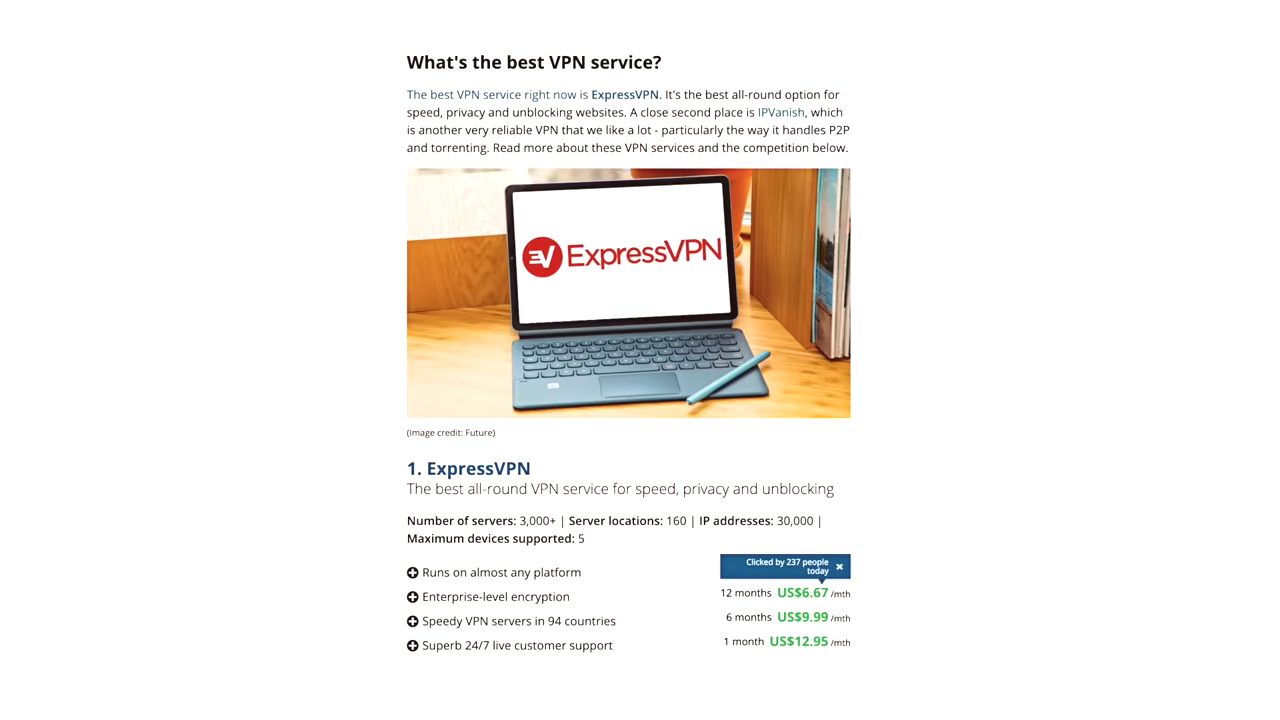 What's the best VPN service?
The best VPN service right now is ExpressVPN. It's the best all-round option for
speed, privacy and unblocking websites. A close second place is IPVanish, which
is another very reliable VPN that we like a lot - particularly the way it handles P2P
and torrenting. Read more about these VPN services and the competition below.
ExpressVPN
(Image credit: Future)
1. ExpressVPN
The best all-round VPN service for speed, privacy and unblocking
Number of servers: 3,000+ | Server locations: 160 | IP addresses: 30,000 |
Maximum devices supported: 5
Runs on almost any platform
Enterprise-level encryption
Speedy VPN servers in 94 countries
Superb 24/7 live customer support
Clicked by 237 people
today
12 months US$6.67 /mth
6 months US$9.99 /mth
1 month US$12.95 /mth